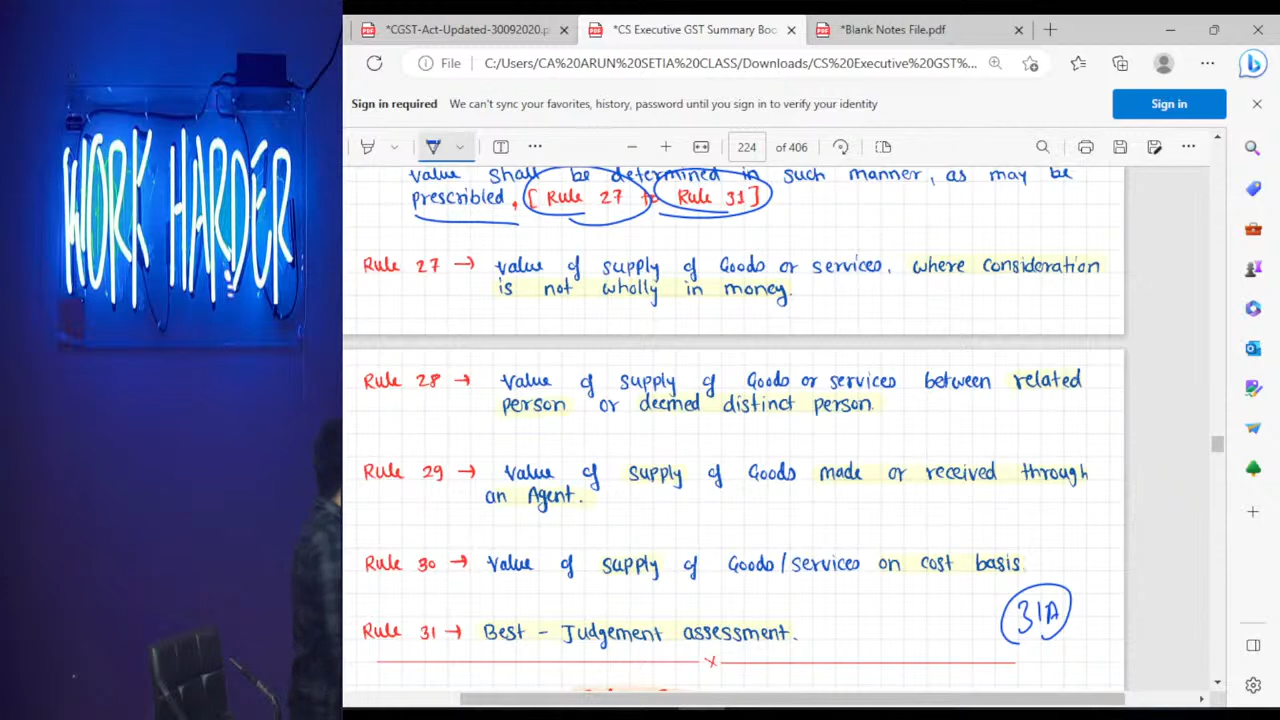 WORK HARDER
*CGST-Act-Updated-30092020.p
*CS Executive GST Summary Boo
*Blank Notes File.pdf
File
C:/Users/CA%20ARUN%20SETIA%20CLASS/Downloads/CS%20Executive%20GST%...
Sign in required
We can't sync your favorites, history, password until you sign in to verify your identity
Sign in
224 of 406
value shall be determined in such manner, as may be
prescribed, [Rule 27 to Rule 31]
Rule 27 → value of supply of Goods or services, where consideration
is not wholly in money.
Rule 28 → value of supply of Goods or services between related
person or deemed distinct person.
Rule 29 → value of supply of Goods made or received through
an Agent.
Rule 30 → value of supply of Goods/services on cost basis.
31A
Rule 31 → Best - Judgement assessment.
x